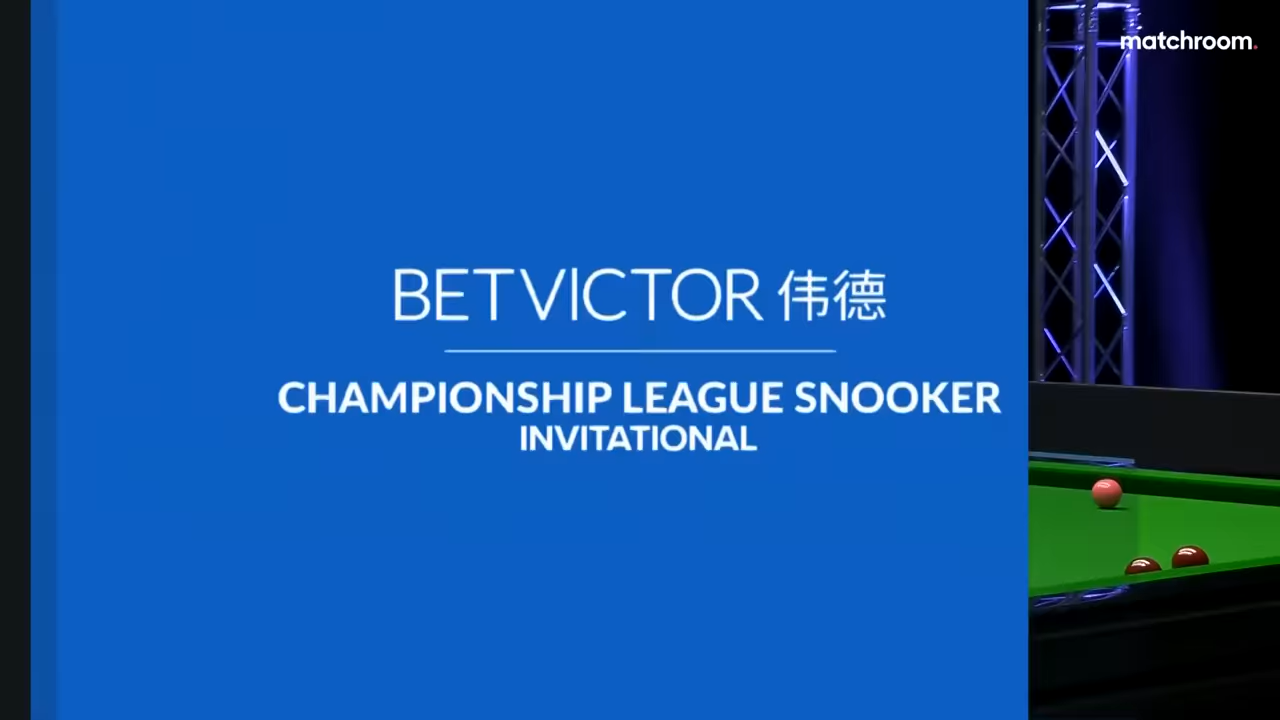 matchroom.
BETVICTOR 伟德
CHAMPIONSHIP LEAGUE SNOOKER
INVITATIONAL